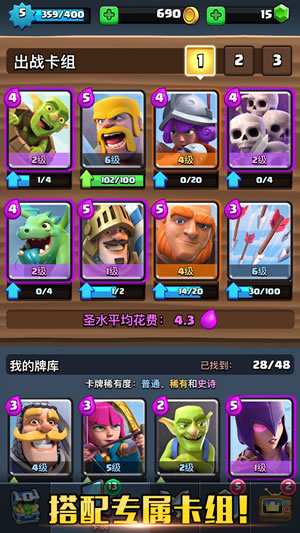 5 359/400 690 15
出战卡组 1 2 3
4 5 4 4
2级 6级 4级 2级
1/4 102/100 0/20 0/4
4 5 5 3
2级 1级 4级 6级
0/4 1/2 14/20 30/100
圣水平均花费： 4.3
我的牌库 已找到： 28/48
卡牌稀有度：普通、稀有和史诗
3 3 2 5
4级 5级 2级 1级
13
搭配专属卡组!